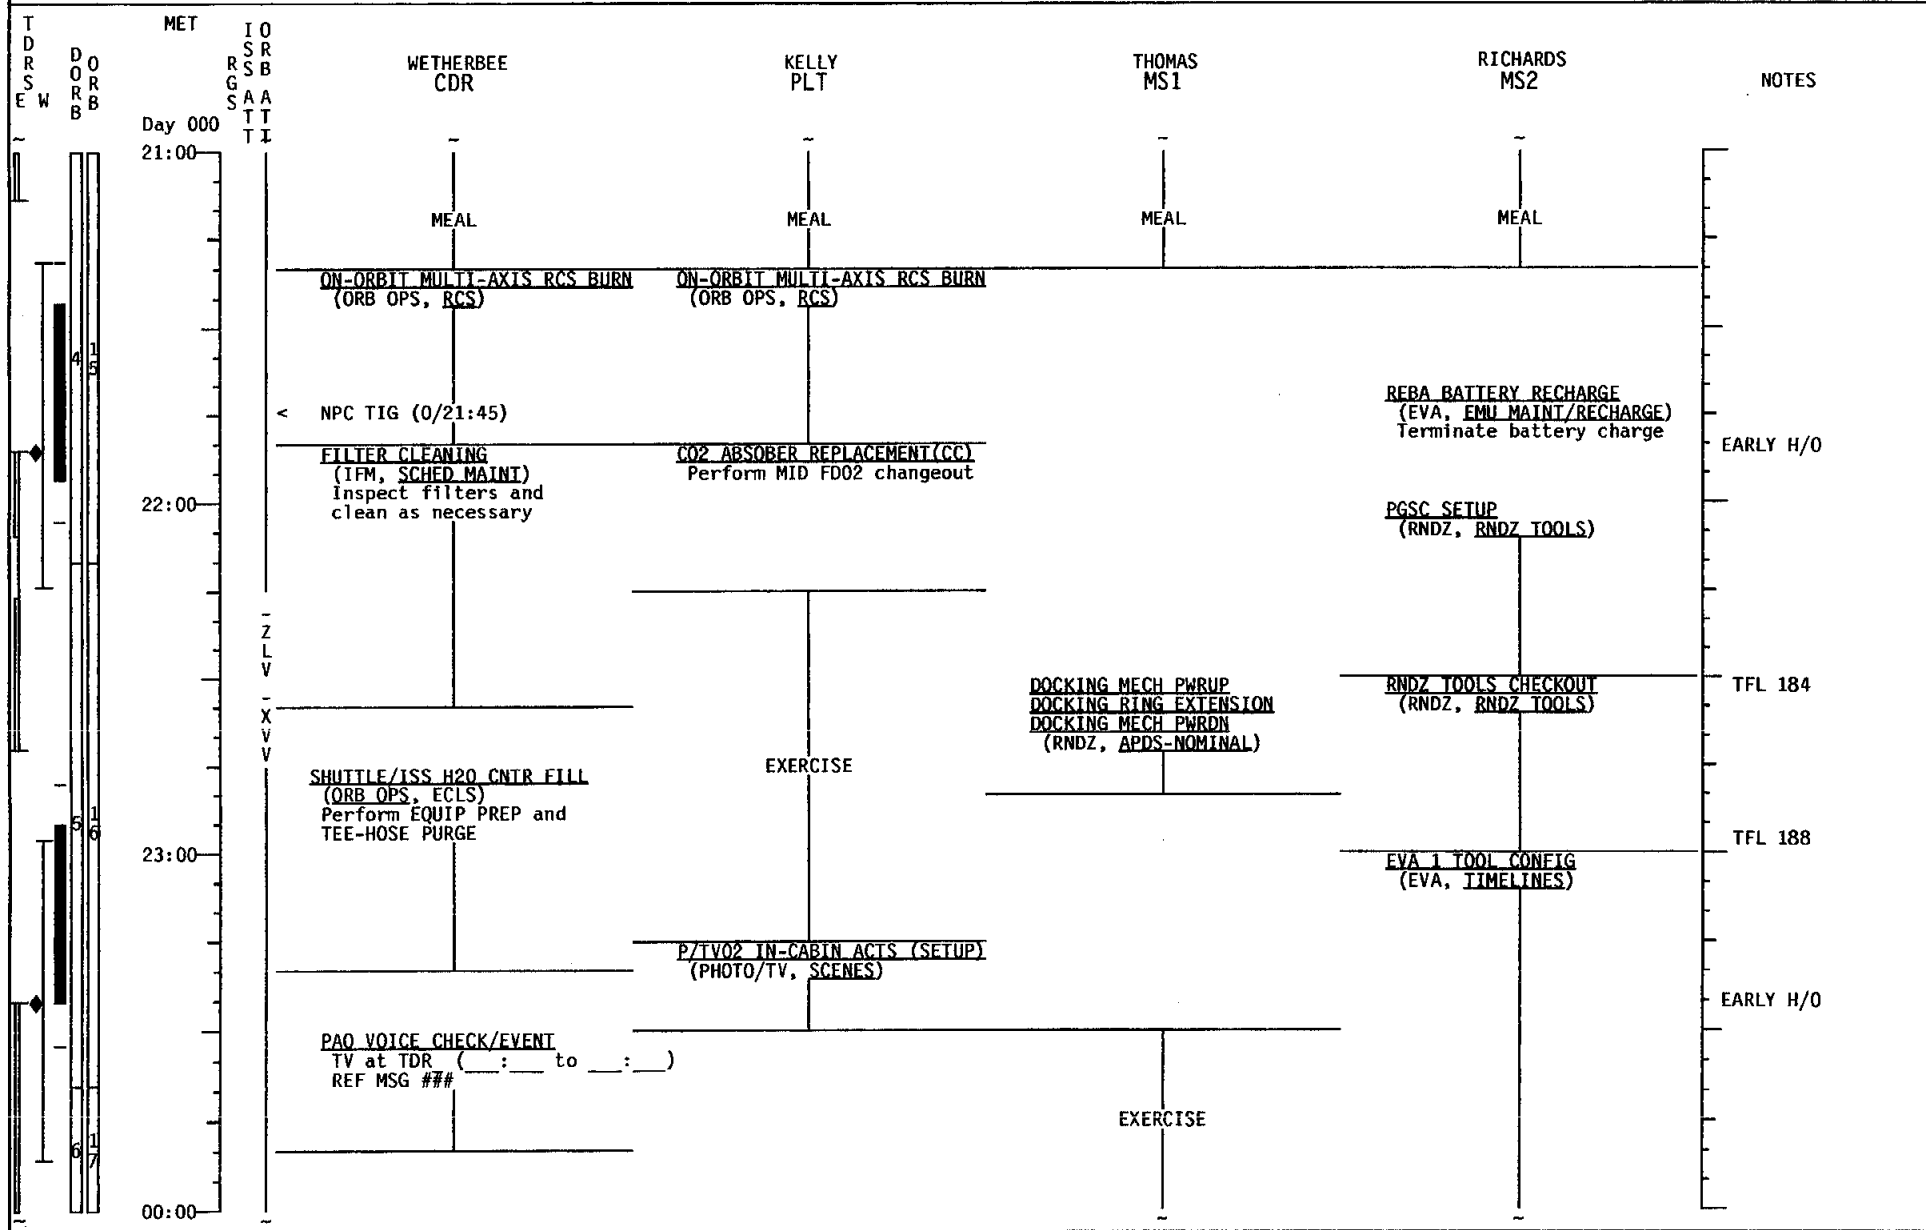 TDRS
E W
DORB
ORB
MET
Day 000
RGS
ISS ATT
ORB ATT
WETHERBEE
CDR
KELLY
PLT
THOMAS
MS1
RICHARDS
MS2
NOTES
21:00
MEAL
MEAL
MEAL
MEAL
ON-ORBIT MULTI-AXIS RCS BURN
(ORB OPS, RCS)
ON-ORBIT MULTI-AXIS RCS BURN
(ORB OPS, RCS)
4
15
< NPC TIG (0/21:45)
REBA BATTERY RECHARGE
(EVA, EMU MAINT/RECHARGE)
Terminate battery charge
FILTER CLEANING
(IFM, SCHED MAINT)
Inspect filters and
clean as necessary
CO2 ABSOBER REPLACEMENT(CC)
Perform MID FD02 changeout
EARLY H/O
22:00
PGSC SETUP
(RNDZ, RNDZ TOOLS)
-ZLV -XVV
DOCKING MECH PWRUP
DOCKING RING EXTENSION
DOCKING MECH PWRDN
(RNDZ, APDS-NOMINAL)
RNDZ TOOLS CHECKOUT
(RNDZ, RNDZ TOOLS)
TFL 184
EXERCISE
SHUTTLE/ISS H2O CNTR FILL
(ORB OPS, ECLS)
Perform EQUIP PREP and
TEE-HOSE PURGE
5
16
TFL 188
23:00
EVA 1 TOOL CONFIG
(EVA, TIMELINES)
P/TV02 IN-CABIN ACTS (SETUP)
(PHOTO/TV, SCENES)
EARLY H/O
PAO VOICE CHECK/EVENT
TV at TDR_ (___:___ to ___:___)
REF MSG ###
EXERCISE
6
17
00:00